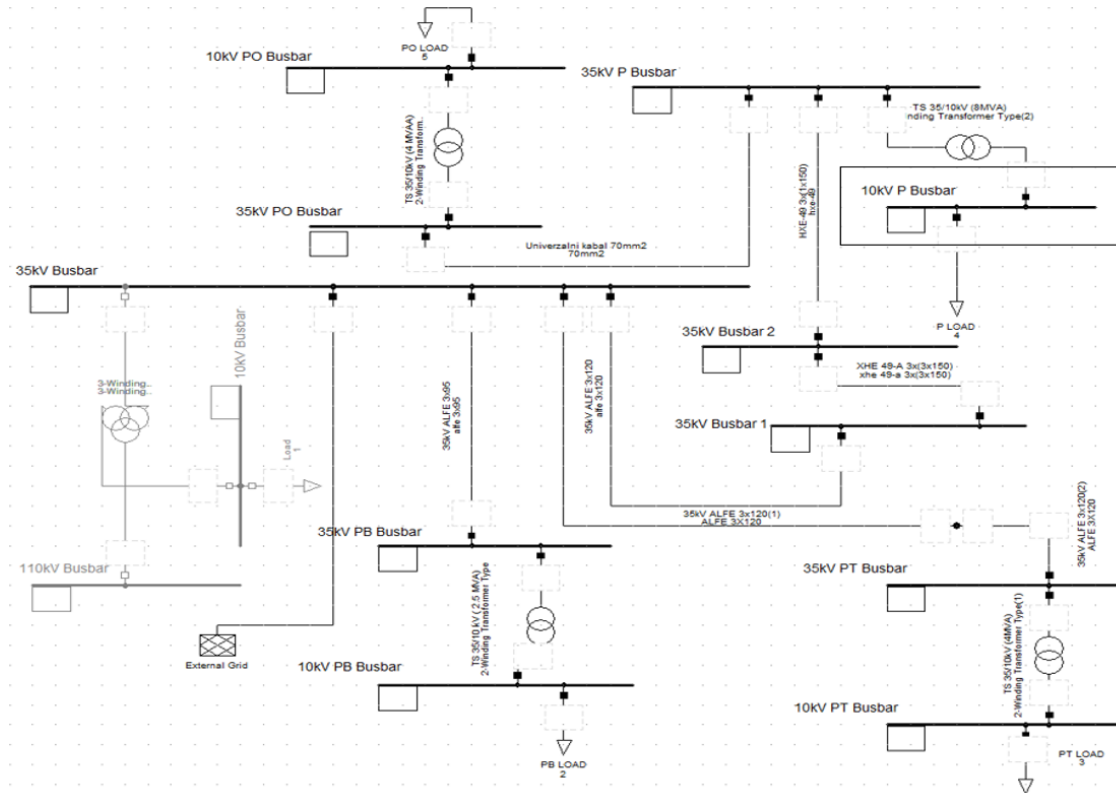 PO LOAD
5
10kV PO Busbar
35kV P Busbar
TS 35/10kV (4 MVAA)
2-Winding Transform..
TS 35/10kV (8MVA)
nding Transformer Type(2)
HXE-49 3x(1x150)
hxe-49
10kV P Busbar
35kV PO Busbar
Univerzalni kabal 70mm2
70mm2
35kV Busbar
P LOAD
4
35kV Busbar 2
10kV Busbar
XHE 49-A 3x(3x150)
xhe 49-a 3x(3x150)
3-Winding..
3-Winding..
35kV ALFE 3x95
alfe 3x95
35kV ALFE 3x120
alfe 3x120
35kV Busbar 1
Load
1
35kV ALFE 3x120(1)
ALFE 3X120
35kV ALFE 3x120(2)
ALFE 3X120
35kV PB Busbar
110kV Busbar
35kV PT Busbar
TS 35/10 kV ( 2.5 MVA)
2-Winding Transformer Type
TS 35/10kV (4MVA)
2-Winding Transformer Type(1)
External Grid
10kV PB Busbar
10kV PT Busbar
PB LOAD
2
PT LOAD
3